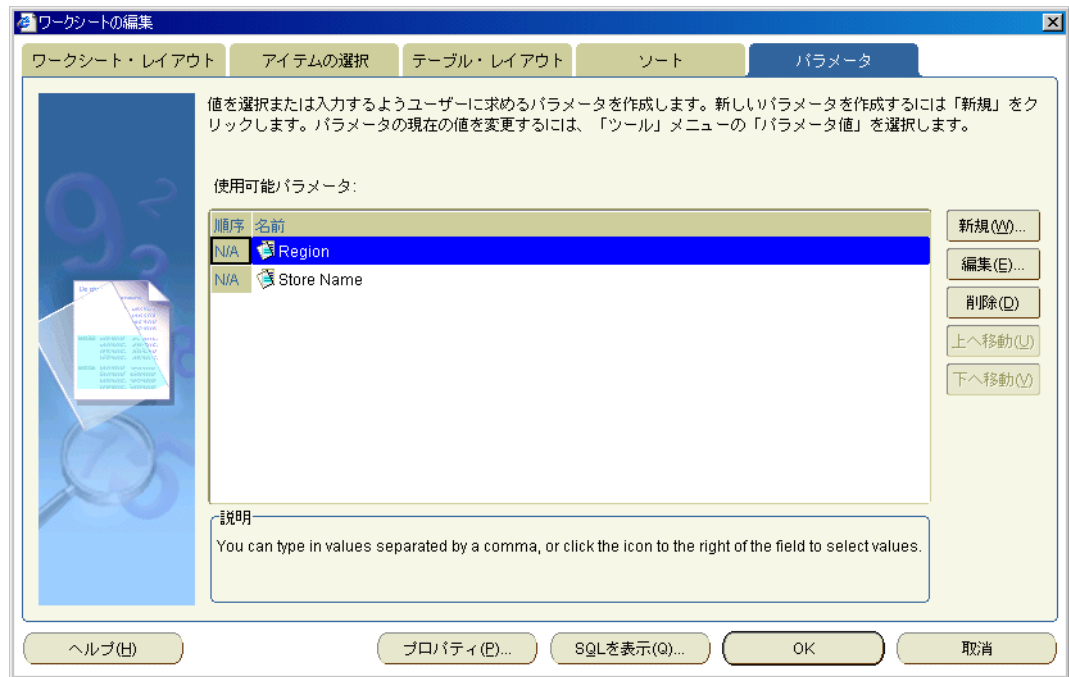 ワークシートの編集
ワークシート・レイアウト
アイテムの選択
テーブル・レイアウト
ソート
パラメータ
値を選択または入力するようユーザーに求めるパラメータを作成します。新しいパラメータを作成するには「新規」をク
リックします。パラメータの現在の値を変更するには、「ツール」メニューの「パラメータ値」を選択します。
使用可能パラメータ:
順序 名前
N/A Region
N/A Store Name
新規(W)...
編集(E)...
削除(D)
上へ移動(U)
下へ移動(V)
説明
You can type in values separated by a comma, or click the icon to the right of the field to select values.
ヘルプ(H)
プロパティ(P)...
SQLを表示(Q)...
OK
取消